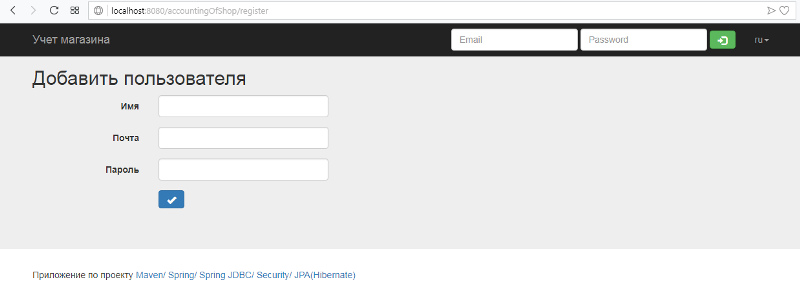 localhost:8080/accountingOfShop/register
Учет магазина Email Password ru
Добавить пользователя
Имя
Почта
Пароль
Приложение по проекту Maven/ Spring/ Spring JDBC/ Security/ JPA(Hibernate)